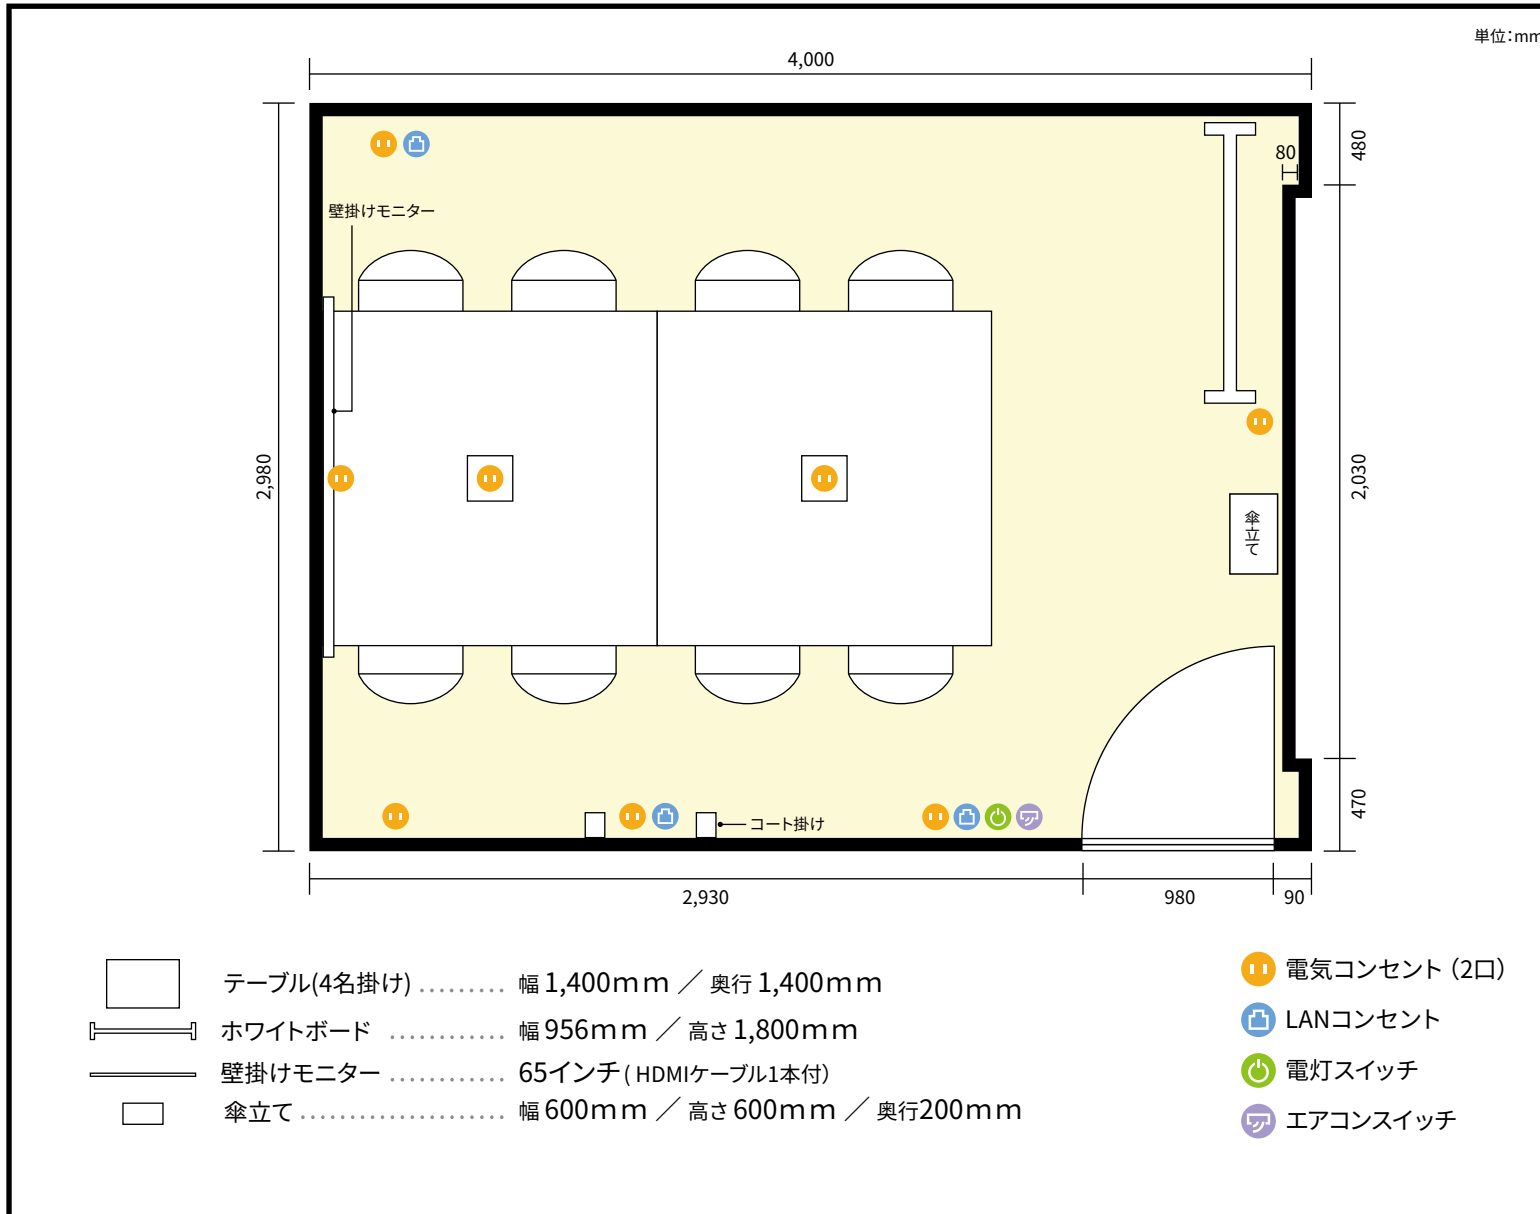 単位：mm
4,000
480
80
壁掛けモニター
2,980
2,030
傘立て
470
コート掛け
2,930
980
90
テーブル(4名掛け) ......... 幅 1,400mm ／ 奥行 1,400mm
ホワイトボード ............ 幅 956mm ／ 高さ 1,800mm
壁掛けモニター ............ 65インチ ( HDMIケーブル1本付)
傘立て ..................... 幅 600mm ／ 高さ 600mm ／ 奥行200mm
電気コンセント（2口）
LANコンセント
電灯スイッチ
エアコンスイッチ